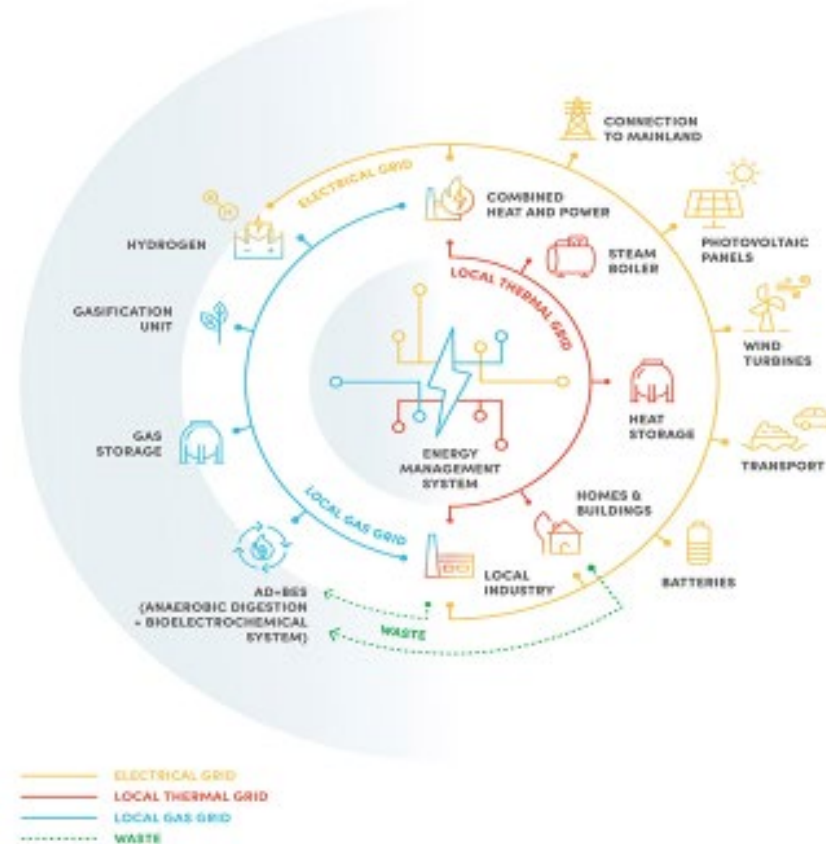 CONNECTION
TO MAINLAND
ELECTRICAL GRID
COMBINED
HEAT AND POWER
HYDROGEN
PHOTOVOLTAIC
PANELS
STEAM
BOILER
LOCAL THERMAL GRID
GASIFICATION
UNIT
WIND
TURBINES
HEAT
STORAGE
GAS
STORAGE
ENERGY
MANAGEMENT
SYSTEM
TRANSPORT
HOMES &
BUILDINGS
LOCAL GAS GRID
LOCAL
INDUSTRY
BATTERIES
AD-BES
(ANAEROBIC DIGESTION
- BIOELECTROCHEMICAL
SYSTEM)
WASTE
ELECTRICAL GRID
LOCAL THERMAL GRID
LOCAL GAS GRID
WASTE